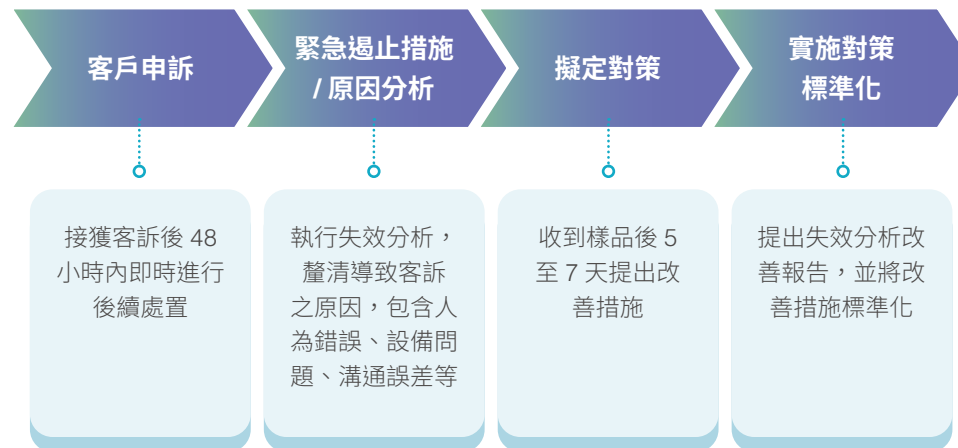 客戶申訴
緊急遏止措施
/ 原因分析
擬定對策
實施對策
標準化
接獲客訴後 48
小時內即時進行
後續處置
執行失效分析，
釐清導致客訴
之原因，包含人
為錯誤、設備問
題、溝通誤差等
收到樣品後 5
至 7 天提出改
善措施
提出失效分析改
善報告，並將改
善措施標準化